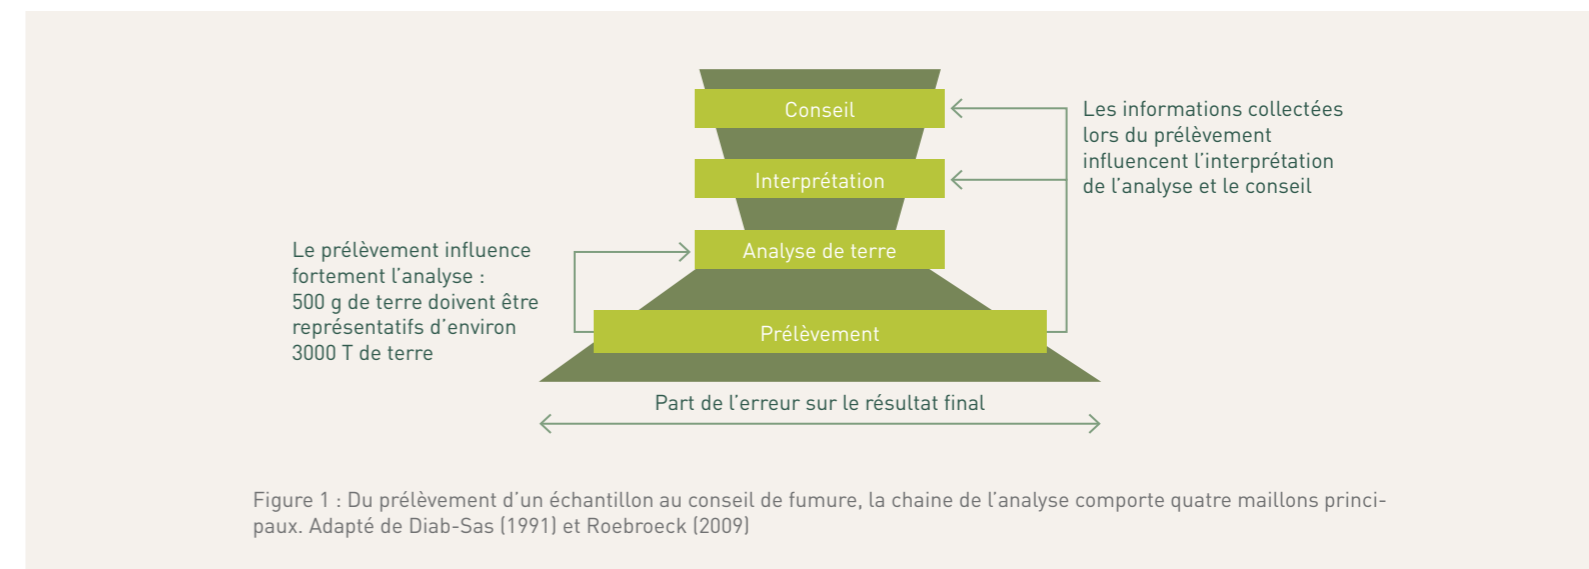 Conseil
Interprétation
Analyse de terre
Prélèvement
Les informations collectées
lors du prélèvement
influencent l'interprétation
de l'analyse et le conseil
Le prélèvement influence
fortement l'analyse :
500 g de terre doivent être
représentatifs d'environ
3000 T de terre
Part de l'erreur sur le résultat final
Figure 1 : Du prélèvement d'un échantillon au conseil de fumure, la chaine de l'analyse comporte quatre maillons princi-
paux. Adapté de Diab-Sas (1991) et Roebroeck (2009)